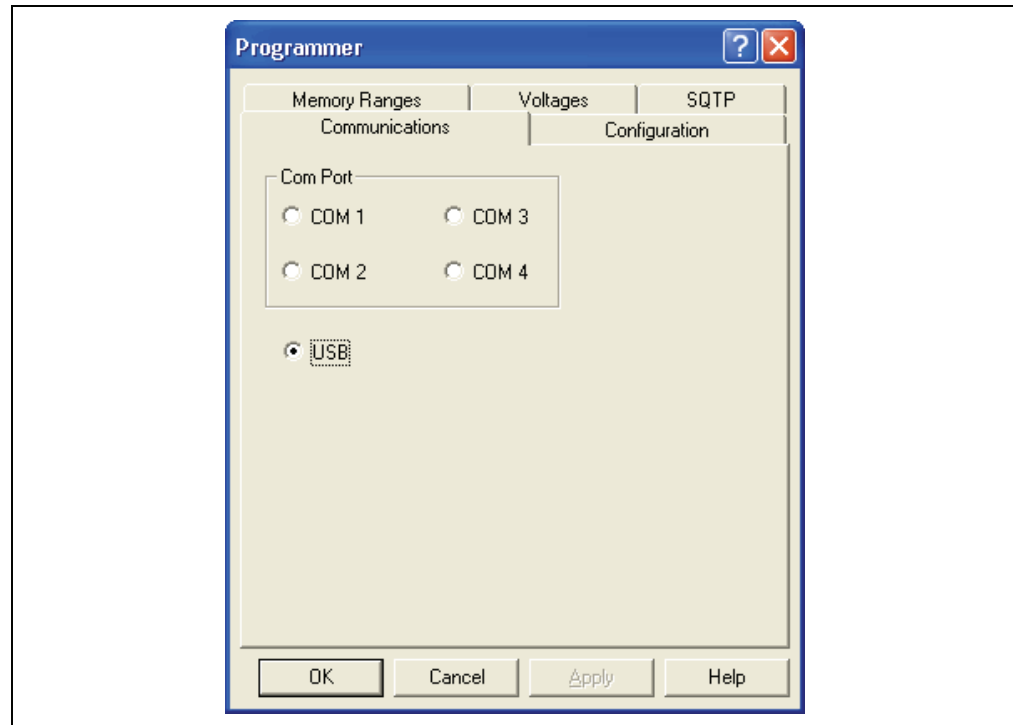 Programmer
Memory Ranges Voltages SQTP
Communications Configuration
Com Port
COM 1 COM 3
COM 2 COM 4
USB
OK Cancel Apply Help